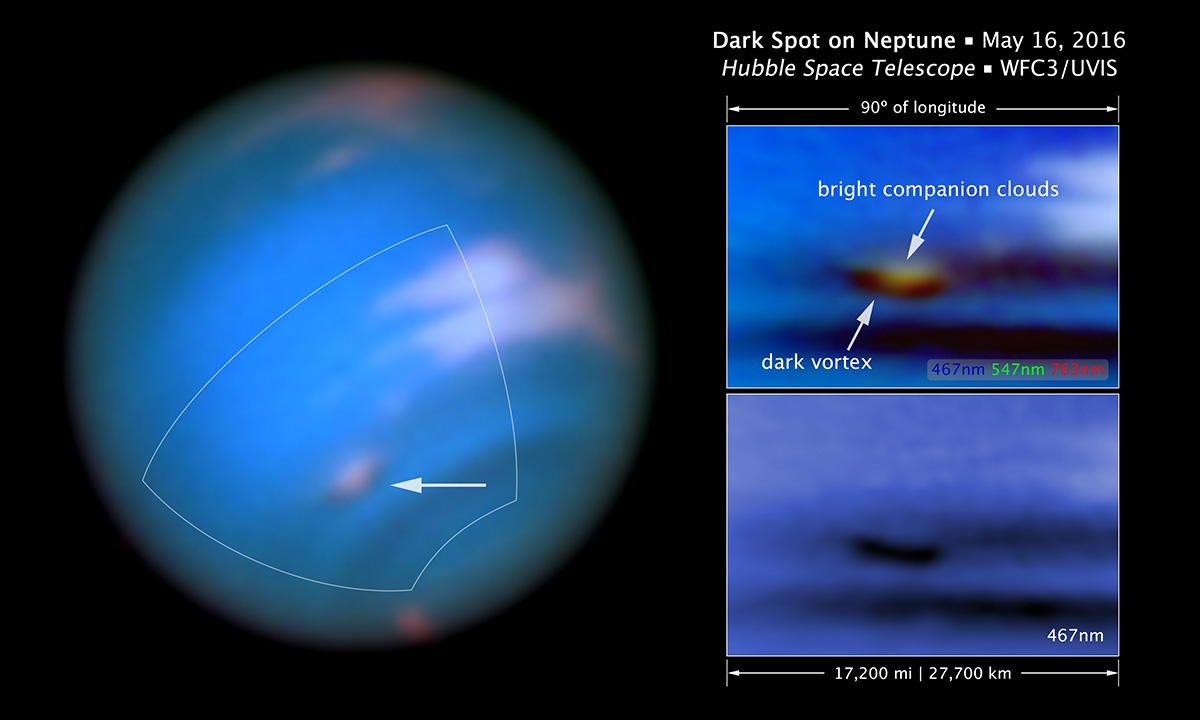 Dark Spot on Neptune ▪ May 16, 2016
Hubble Space Telescope ▪ WFC3/UVIS
90º of longitude
bright companion clouds
dark vortex
467nm 547nm 763nm
467nm
17,200 mi | 27,700 km